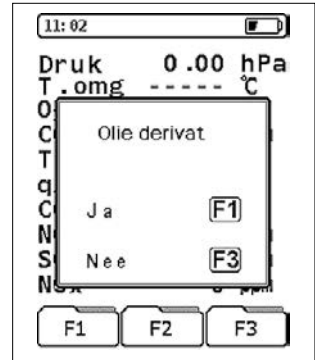 11:02
Druk 0.00 hPa
T.omg ----- °C
O
C
Olie derivat
T
q
C
Ja F1
N
S
Nee F3
F1 F2 F3